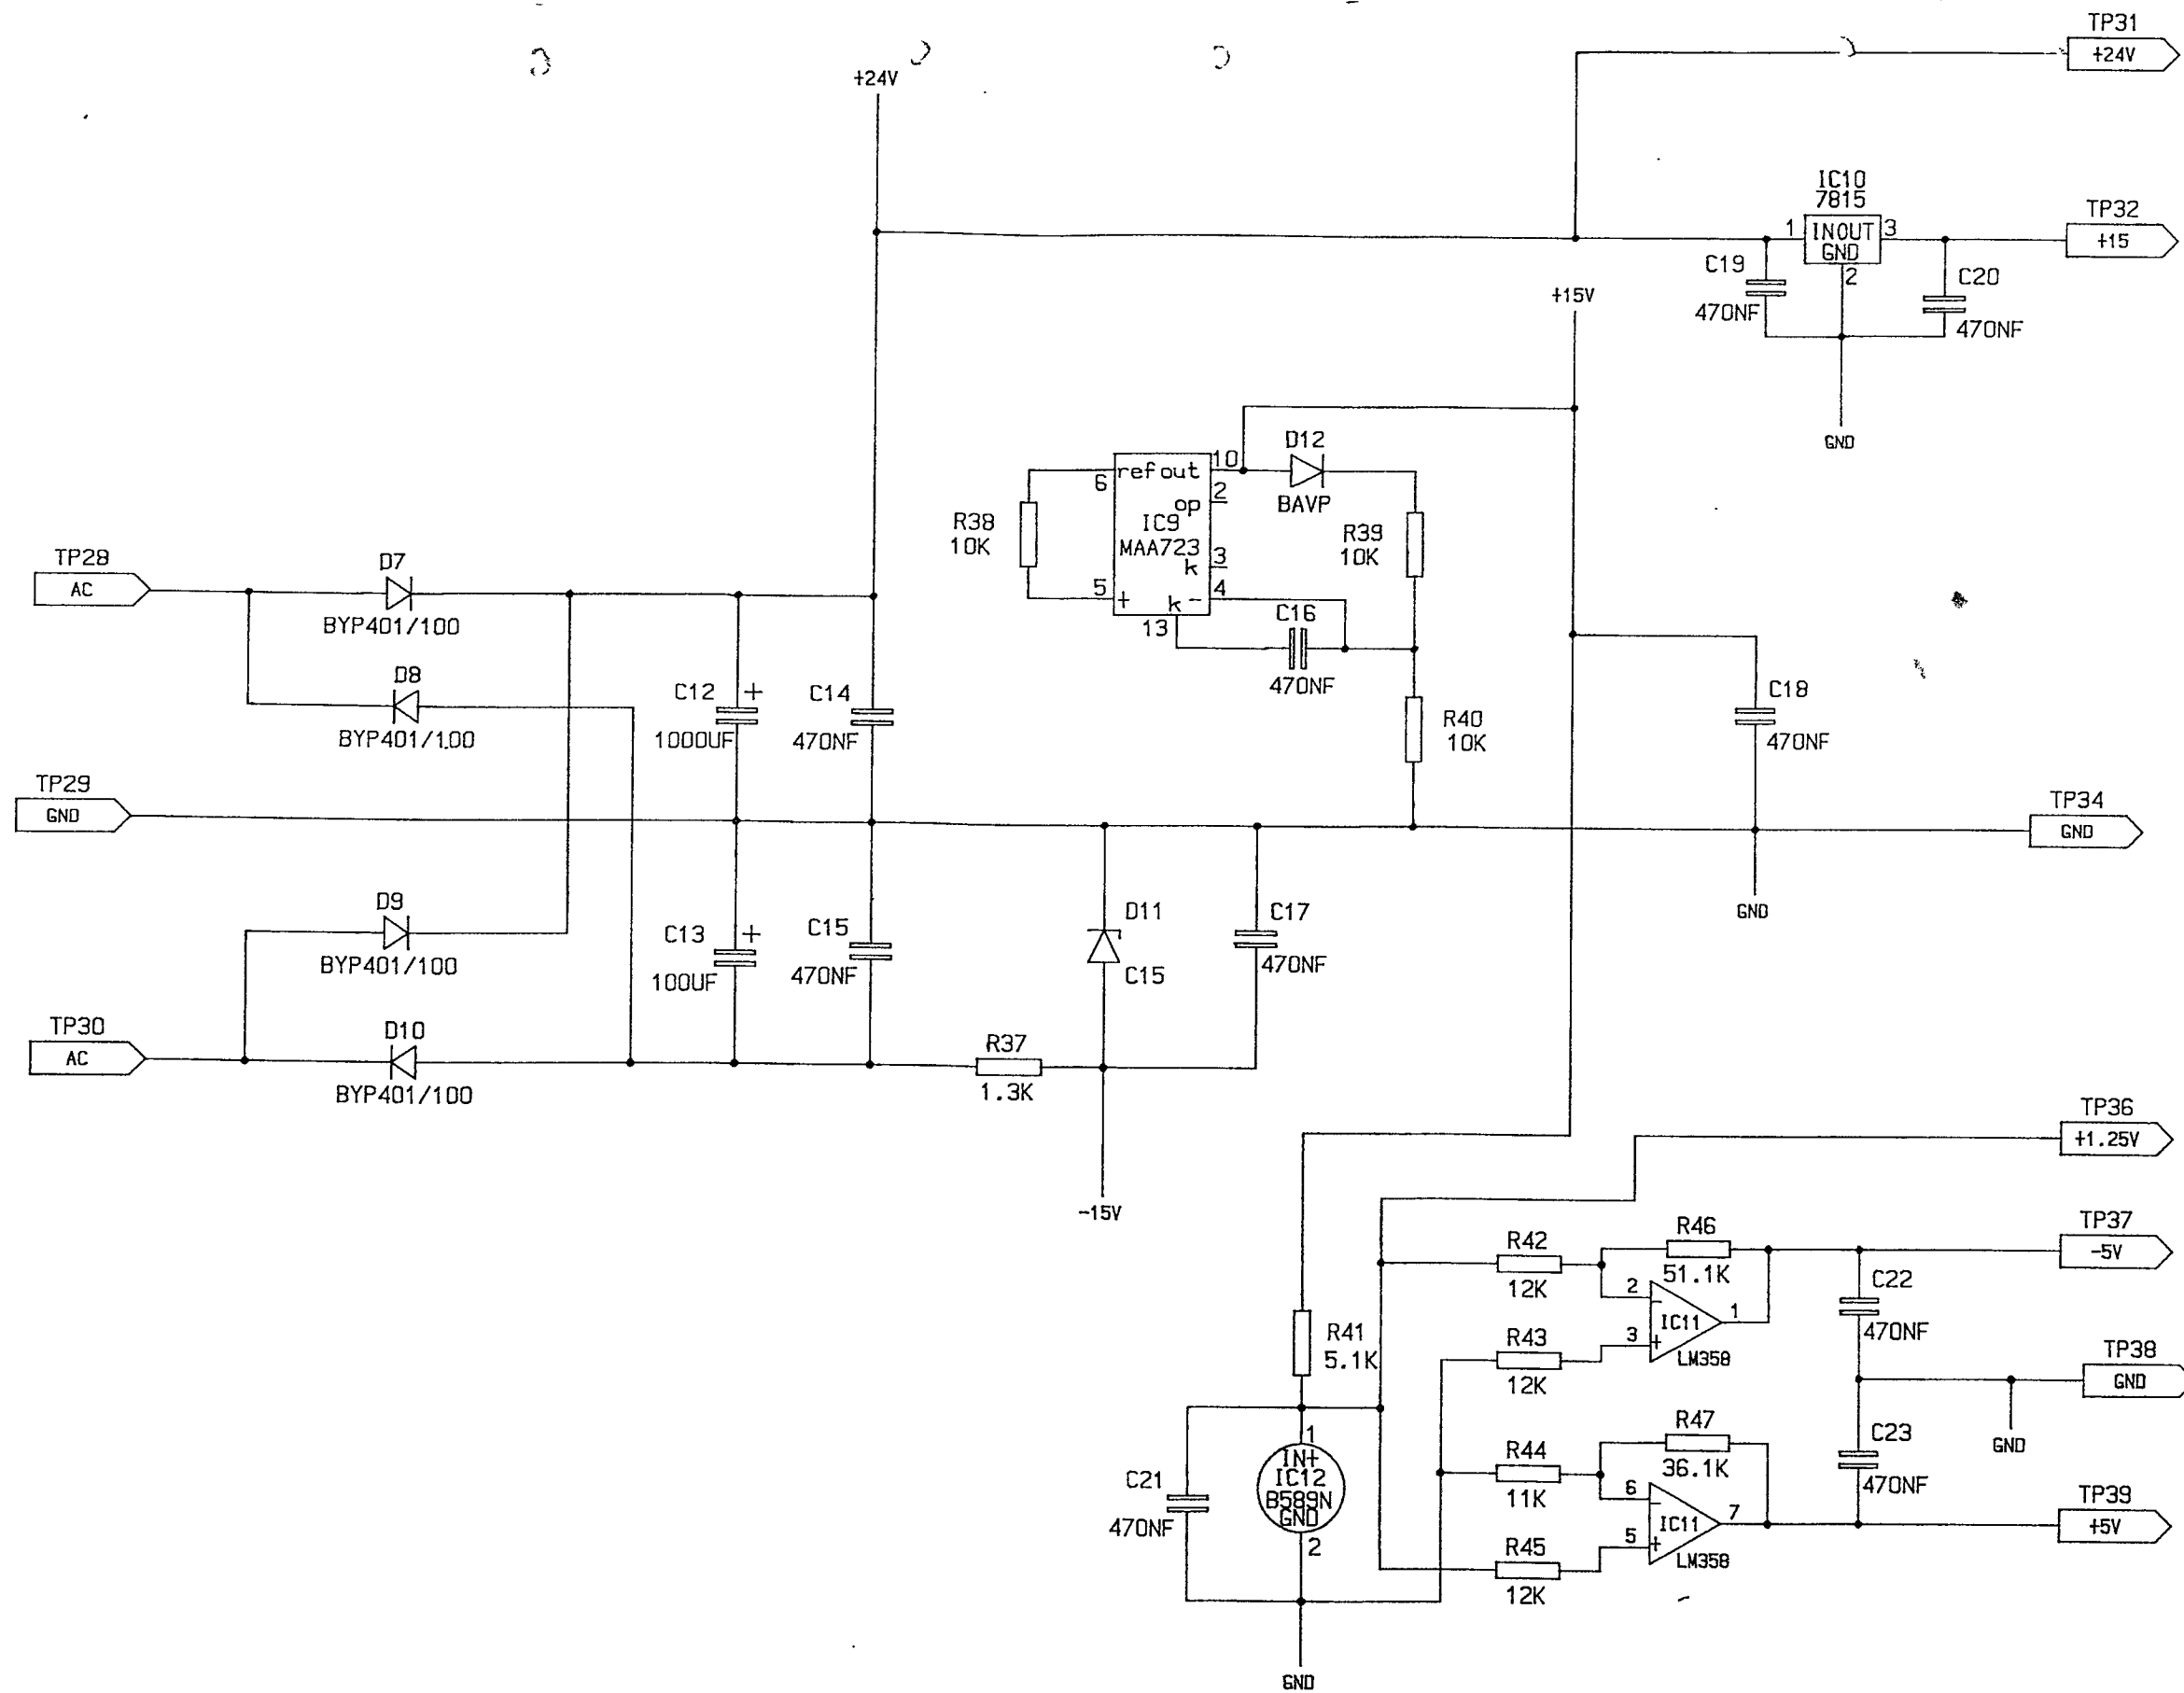 TP31
+24V
+24V
IC10
7815
1
INOUT
GND
3
2
TP32
+15
C19
470NF
C20
470NF
GND
+15V
D12
BAVP
10
refout
6
2
op
IC9
MAA723
3
k
5
+
k
-
4
13
R38
10K
R39
10K
C16
470NF
R40
10K
TP28
AC
D7
BYP401/100
D8
BYP401/100
C12
+
1000UF
C14
470NF
C18
470NF
TP29
GND
TP34
GND
GND
D9
BYP401/100
C13
+
100UF
C15
470NF
D11
C15
C17
470NF
TP30
AC
D10
BYP401/100
R37
1.3K
-15V
TP36
+1.25V
R42
12K
R46
51.1K
TP37
-5V
2
-
IC11
1
3
+
LM358
C22
470NF
R41
5.1K
R43
12K
TP38
GND
GND
R44
11K
R47
36.1K
C23
470NF
6
-
IC11
7
5
+
LM358
TP39
+5V
R45
12K
C21
470NF
1
IN+
IC12
B589N
GND
2
GND